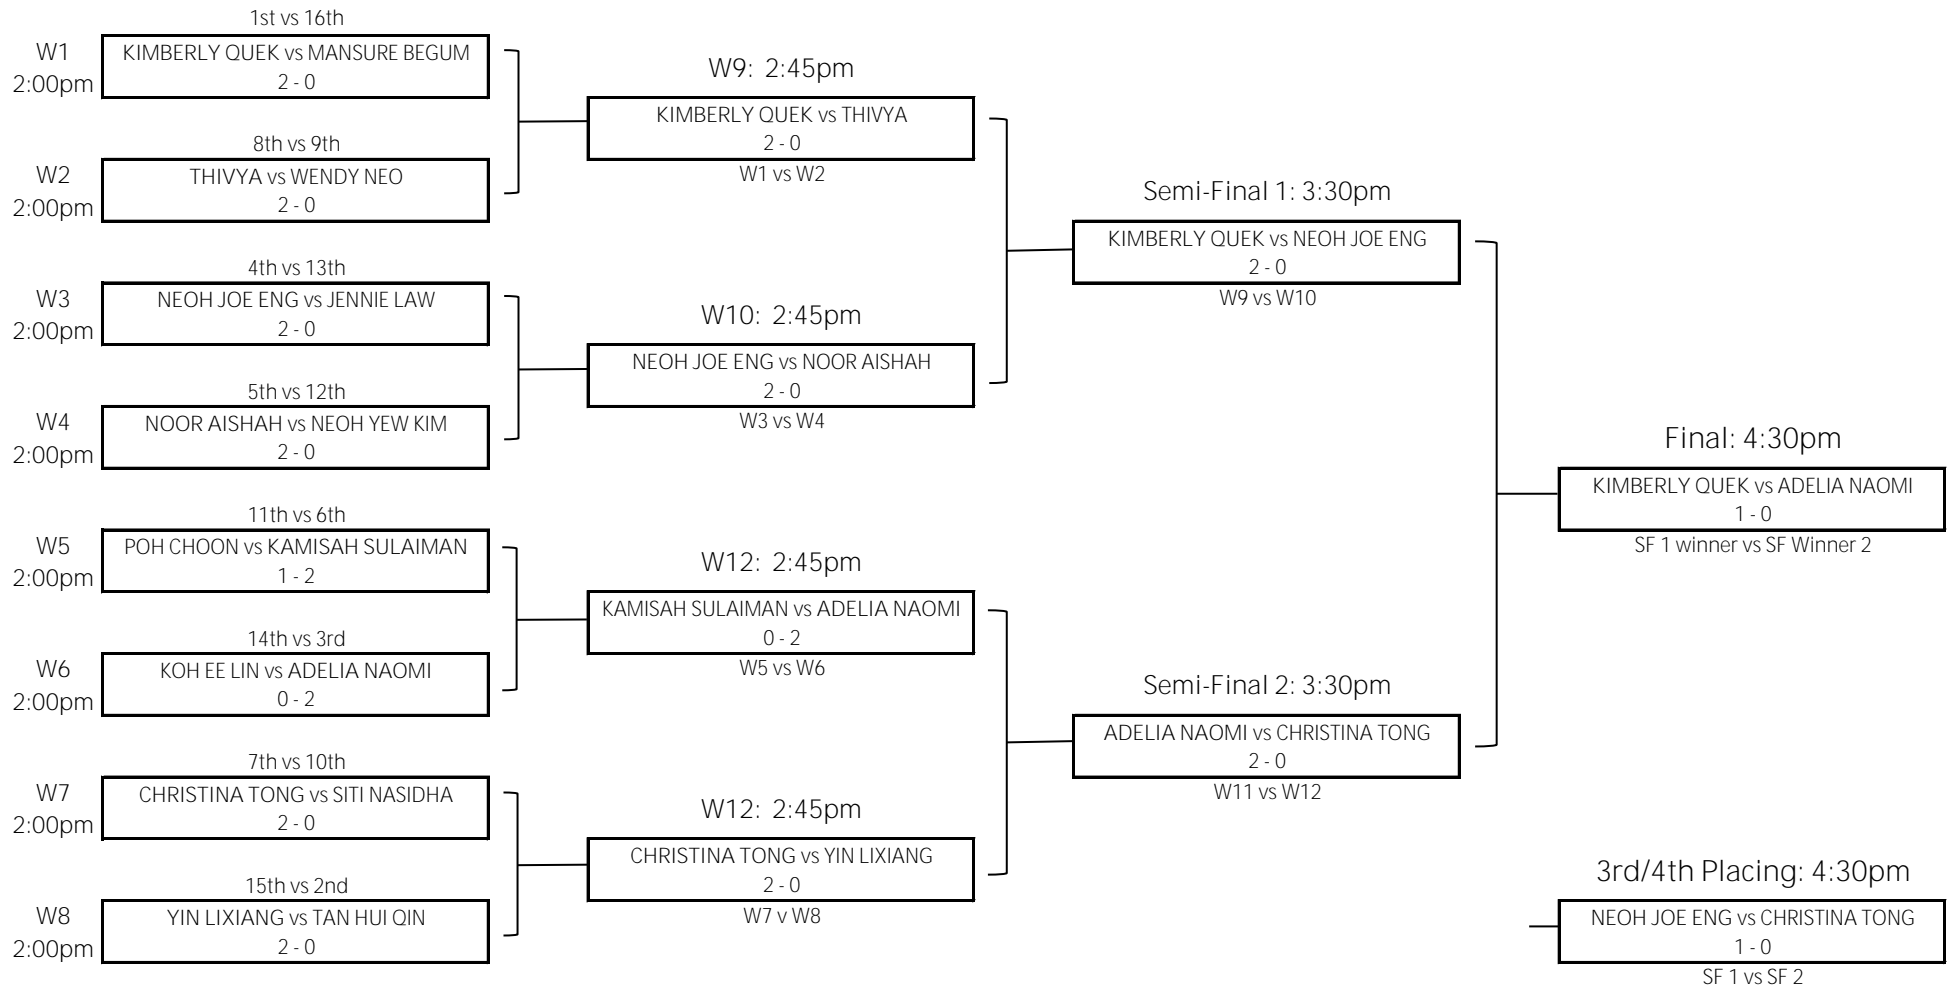 1st vs 16th
W1
2:00pm
KIMBERLY QUEK vs MANSURE BEGUM
2 - 0
8th vs 9th
W2
2:00pm
THIVYA vs WENDY NEO
2 - 0
4th vs 13th
W3
2:00pm
NEOH JOE ENG vs JENNIE LAW
2 - 0
5th vs 12th
W4
2:00pm
NOOR AISHAH vs NEOH YEW KIM
2 - 0
11th vs 6th
W5
2:00pm
POH CHOON vs KAMISAH SULAIMAN
1 - 2
14th vs 3rd
W6
2:00pm
KOH EE LIN vs ADELIA NAOMI
0 - 2
7th vs 10th
W7
2:00pm
CHRISTINA TONG vs SITI NASIDHA
2 - 0
15th vs 2nd
W8
2:00pm
YIN LIXIANG vs TAN HUI QIN
2 - 0
W9: 2:45pm
KIMBERLY QUEK vs THIVYA
2 - 0
W1 vs W2
W10: 2:45pm
NEOH JOE ENG vs NOOR AISHAH
2 - 0
W3 vs W4
W12: 2:45pm
KAMISAH SULAIMAN vs ADELIA NAOMI
0 - 2
W5 vs W6
W12: 2:45pm
CHRISTINA TONG vs YIN LIXIANG
2 - 0
W7 v W8
Semi-Final 1: 3:30pm
KIMBERLY QUEK vs NEOH JOE ENG
2 - 0
W9 vs W10
Semi-Final 2: 3:30pm
ADELIA NAOMI vs CHRISTINA TONG
2 - 0
W11 vs W12
Final: 4:30pm
KIMBERLY QUEK vs ADELIA NAOMI
1 - 0
SF 1 winner vs SF Winner 2
3rd/4th Placing: 4:30pm
NEOH JOE ENG vs CHRISTINA TONG
1 - 0
SF 1 vs SF 2